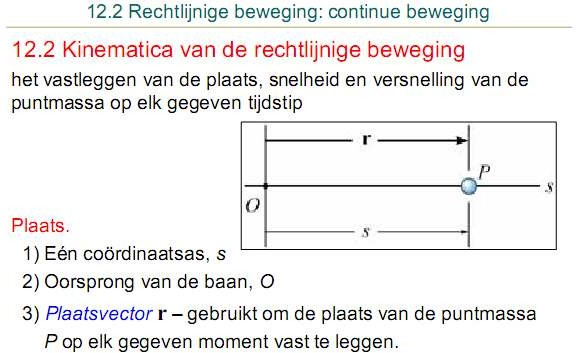 12.2 Rechtlijnige beweging: continue beweging
12.2 Kinematica van de rechtlijnige beweging
het vastleggen van de plaats, snelheid en versnelling van de
puntmassa op elk gegeven tijdstip
r
P
s
O
s
Plaats.
1) Eén coördinaatsas, s
2) Oorsprong van de baan, O
3) Plaatsvector r – gebruikt om de plaats van de puntmassa
P op elk gegeven moment vast te leggen.